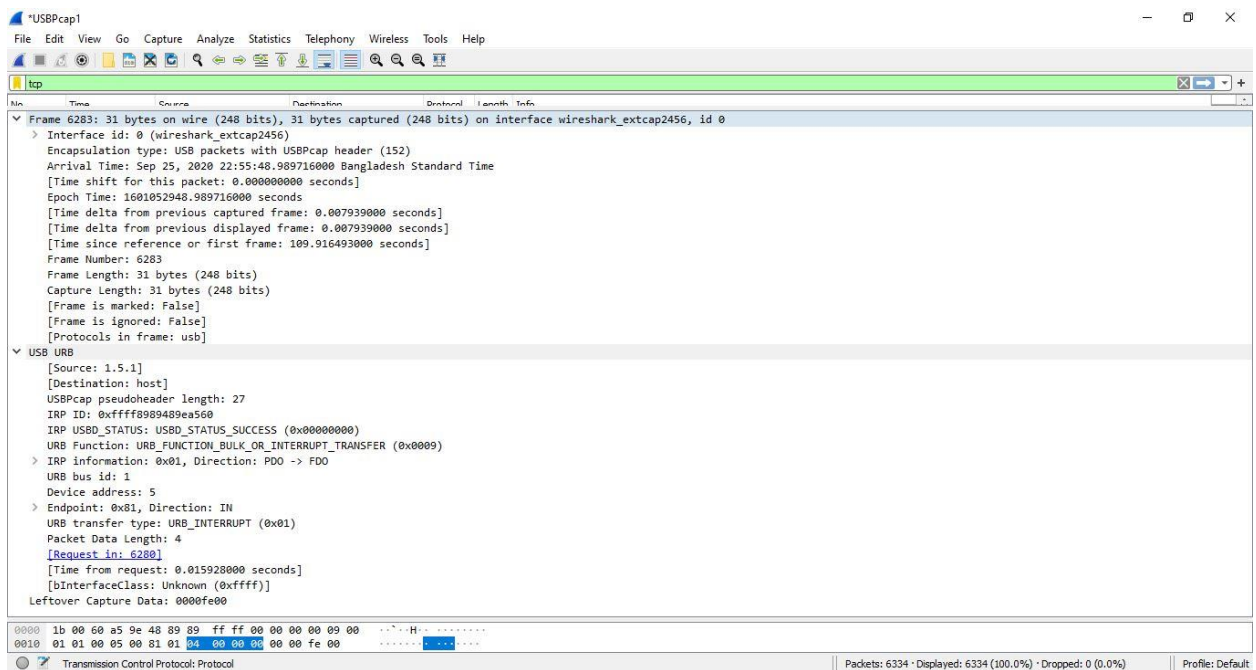 *USBPcap1
File Edit View Go Capture Analyze Statistics Telephony Wireless Tools Help
tcp
No. Time Source Destination Protocol Length Info
Frame 6283: 31 bytes on wire (248 bits), 31 bytes captured (248 bits) on interface wireshark_extcap2456, id 0
Interface id: 0 (wireshark_extcap2456)
Encapsulation type: USB packets with USBPcap header (152)
Arrival Time: Sep 25, 2020 22:55:48.989716000 Bangladesh Standard Time
[Time shift for this packet: 0.000000000 seconds]
Epoch Time: 1601052948.989716000 seconds
[Time delta from previous captured frame: 0.007939000 seconds]
[Time delta from previous displayed frame: 0.007939000 seconds]
[Time since reference or first frame: 109.916493000 seconds]
Frame Number: 6283
Frame Length: 31 bytes (248 bits)
Capture Length: 31 bytes (248 bits)
[Frame is marked: False]
[Frame is ignored: False]
[Protocols in frame: usb]
USB URB
[Source: 1.5.1]
[Destination: host]
USBPcap pseudoheader length: 27
IRP ID: 0xffff8989489ea560
IRP USBD_STATUS: USBD_STATUS_SUCCESS (0x00000000)
URB Function: URB_FUNCTION_BULK_OR_INTERRUPT_TRANSFER (0x0009)
IRP information: 0x01, Direction: PDO -> FDO
URB bus id: 1
Device address: 5
Endpoint: 0x81, Direction: IN
URB transfer type: URB_INTERRUPT (0x01)
Packet Data Length: 4
[Request in: 6280]
[Time from request: 0.015928000 seconds]
[bInterfaceClass: Unknown (0xffff)]
Leftover Capture Data: 0000fe00
0000 1b 00 60 a5 9e 48 89 89 ff ff 00 00 00 00 09 00 ··`··H·· ········
0010 01 01 00 05 00 81 01 04 00 00 00 00 00 fe 00 ········ ·······
Transmission Control Protocol: Protocol
Packets: 6334 · Displayed: 6334 (100.0%) · Dropped: 0 (0.0%)
Profile: Default